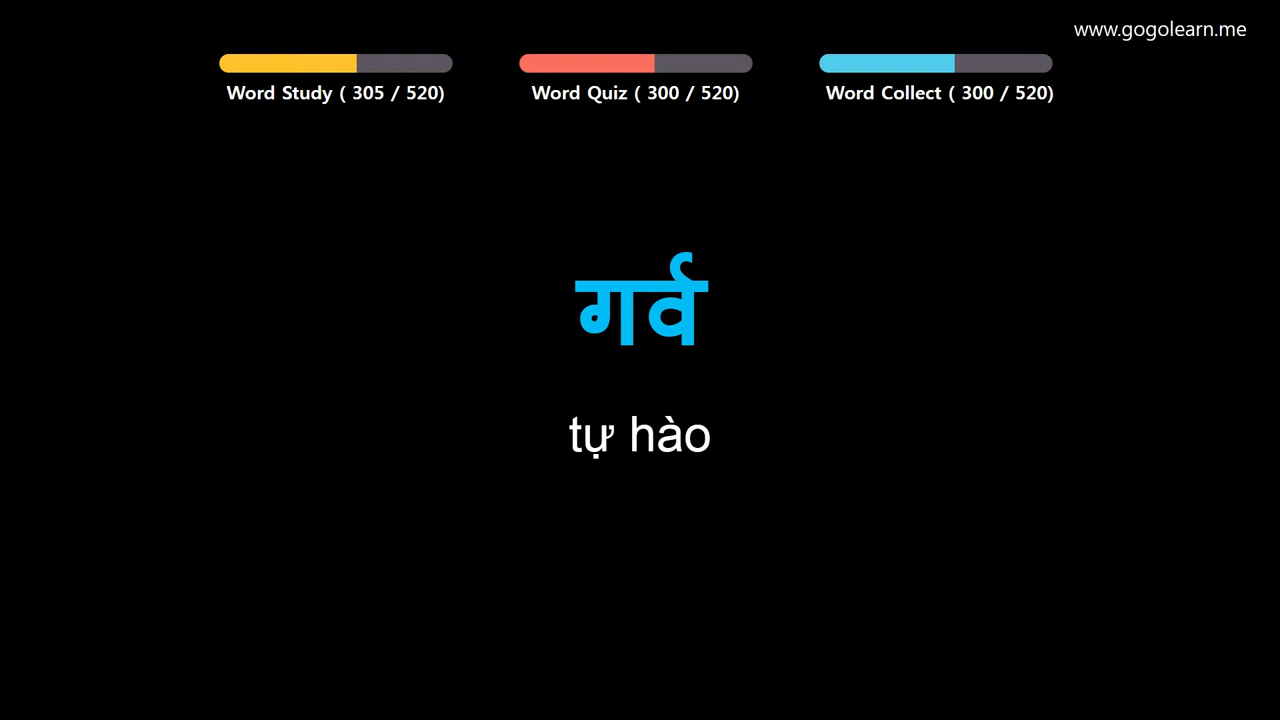 www.gogolearn.me
Word Study ( 305 / 520)
Word Quiz ( 300 / 520)
Word Collect ( 300 / 520)
गर्व
tự hào